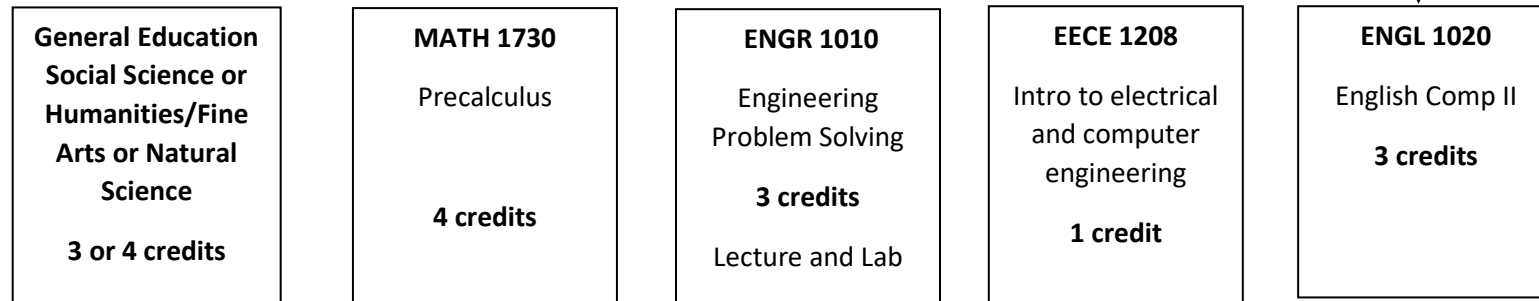 General Education
Social Science or
Humanities/Fine
Arts or Natural
Science
3 or 4 credits
MATH 1730
Precalculus
4 credits
ENGR 1010
Engineering
Problem Solving
3 credits
Lecture and Lab
EECE 1208
Intro to electrical
and computer
engineering
1 credit
ENGL 1020
English Comp II
3 credits